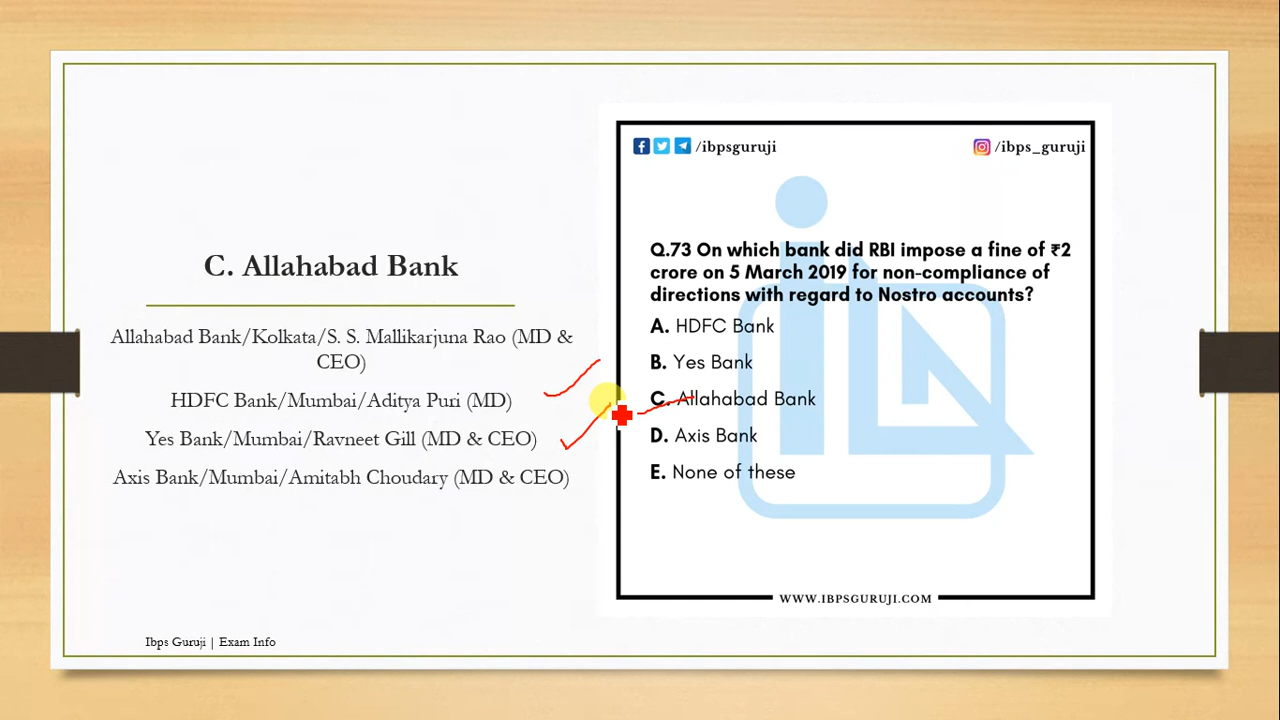 C. Allahabad Bank
Allahabad Bank/Kolkata/S. S. Mallikarjuna Rao (MD &
CEO)
HDFC Bank/Mumbai/Aditya Puri (MD)
Yes Bank/Mumbai/Ravneet Gill (MD & CEO)
Axis Bank/Mumbai/Amitabh Choudary (MD & CEO)
Ibps Guruji | Exam Info
/ibpsguruji
/ibps_guruji
Q.73 On which bank did RBI impose a fine of ₹2
crore on 5 March 2019 for non-compliance of
directions with regard to Nostro accounts?
A. HDFC Bank
B. Yes Bank
C. Allahabad Bank
D. Axis Bank
E. None of these
WWW.IBPSGURUJI.COM